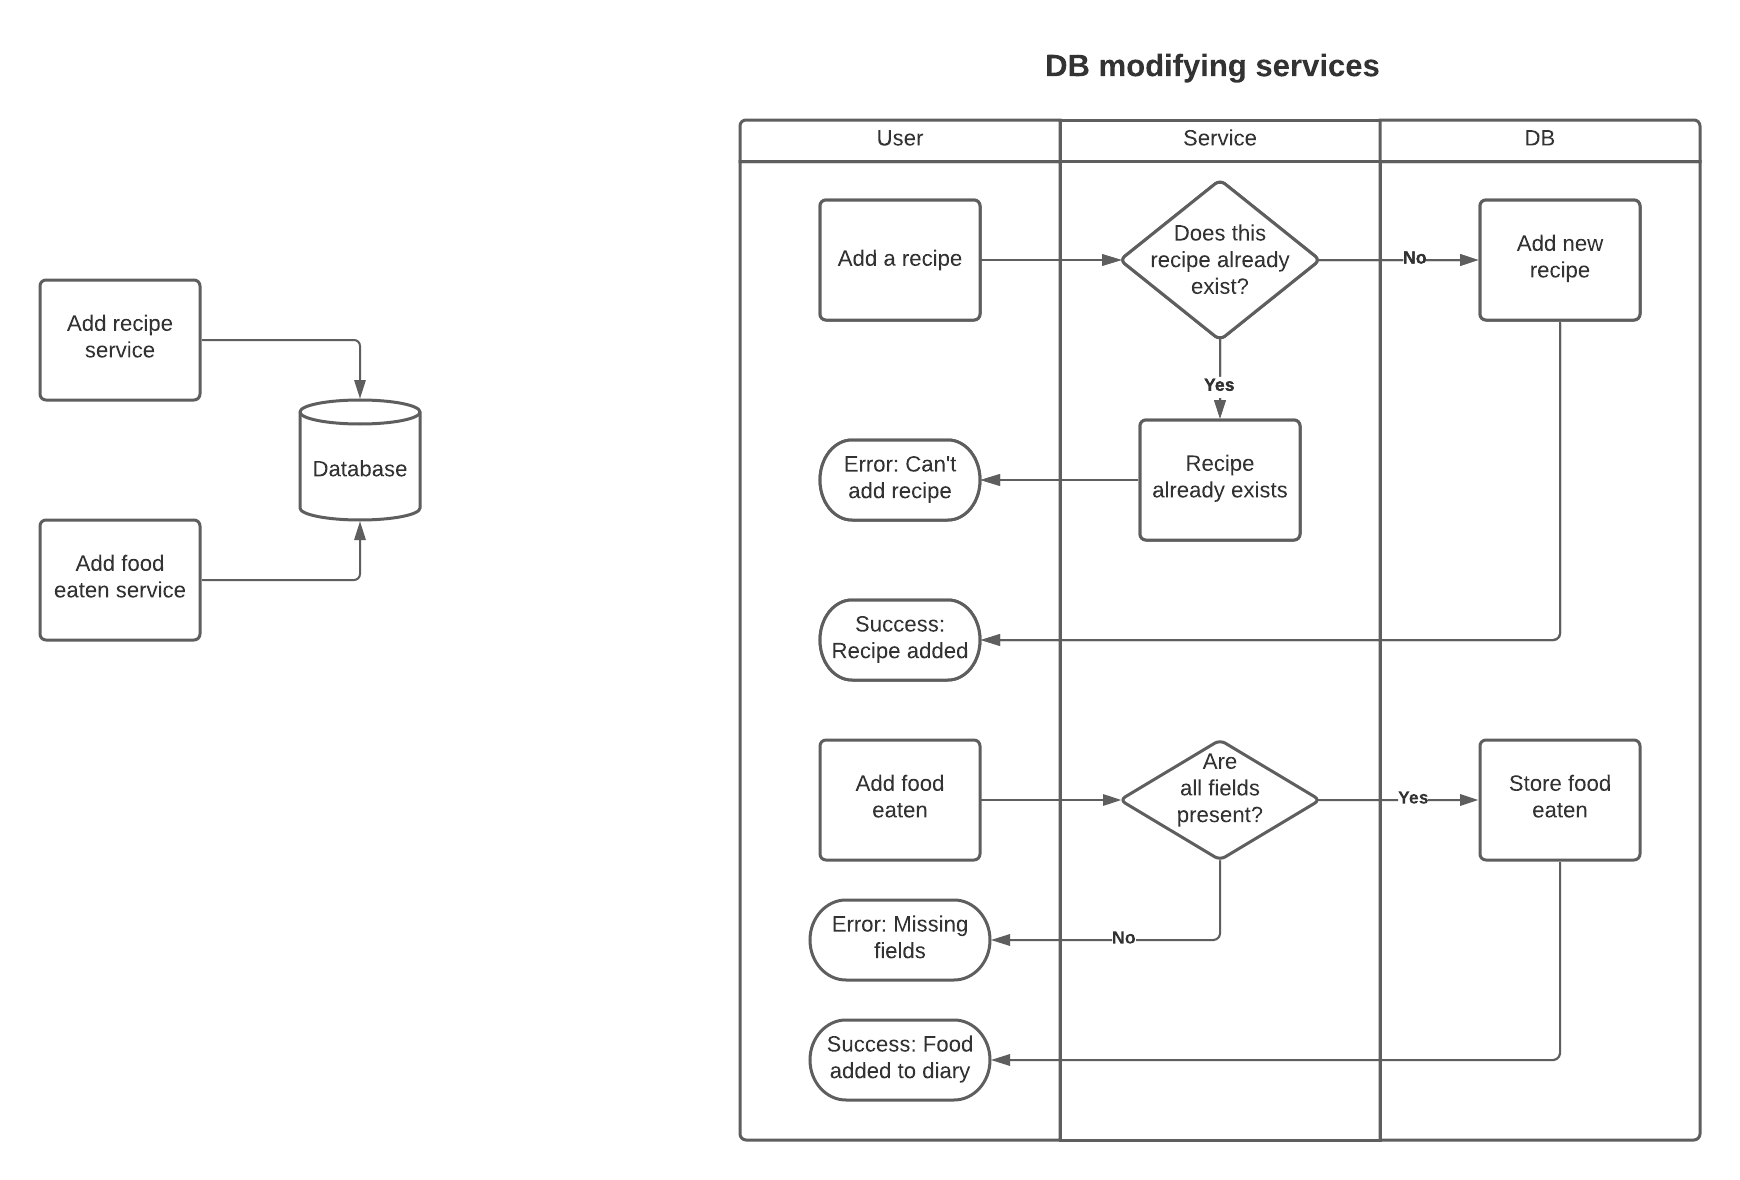 DB modifying services
User
Service
DB
Add recipe
service
Database
Add food
eaten service
Add a recipe
Does this
recipe already
exist?
No
Add new
recipe
Yes
Error: Can't
add recipe
Recipe
already exists
Success:
Recipe added
Add food
eaten
Are
all fields
present?
Yes
Store food
eaten
Error: Missing
fields
No
Success: Food
added to diary